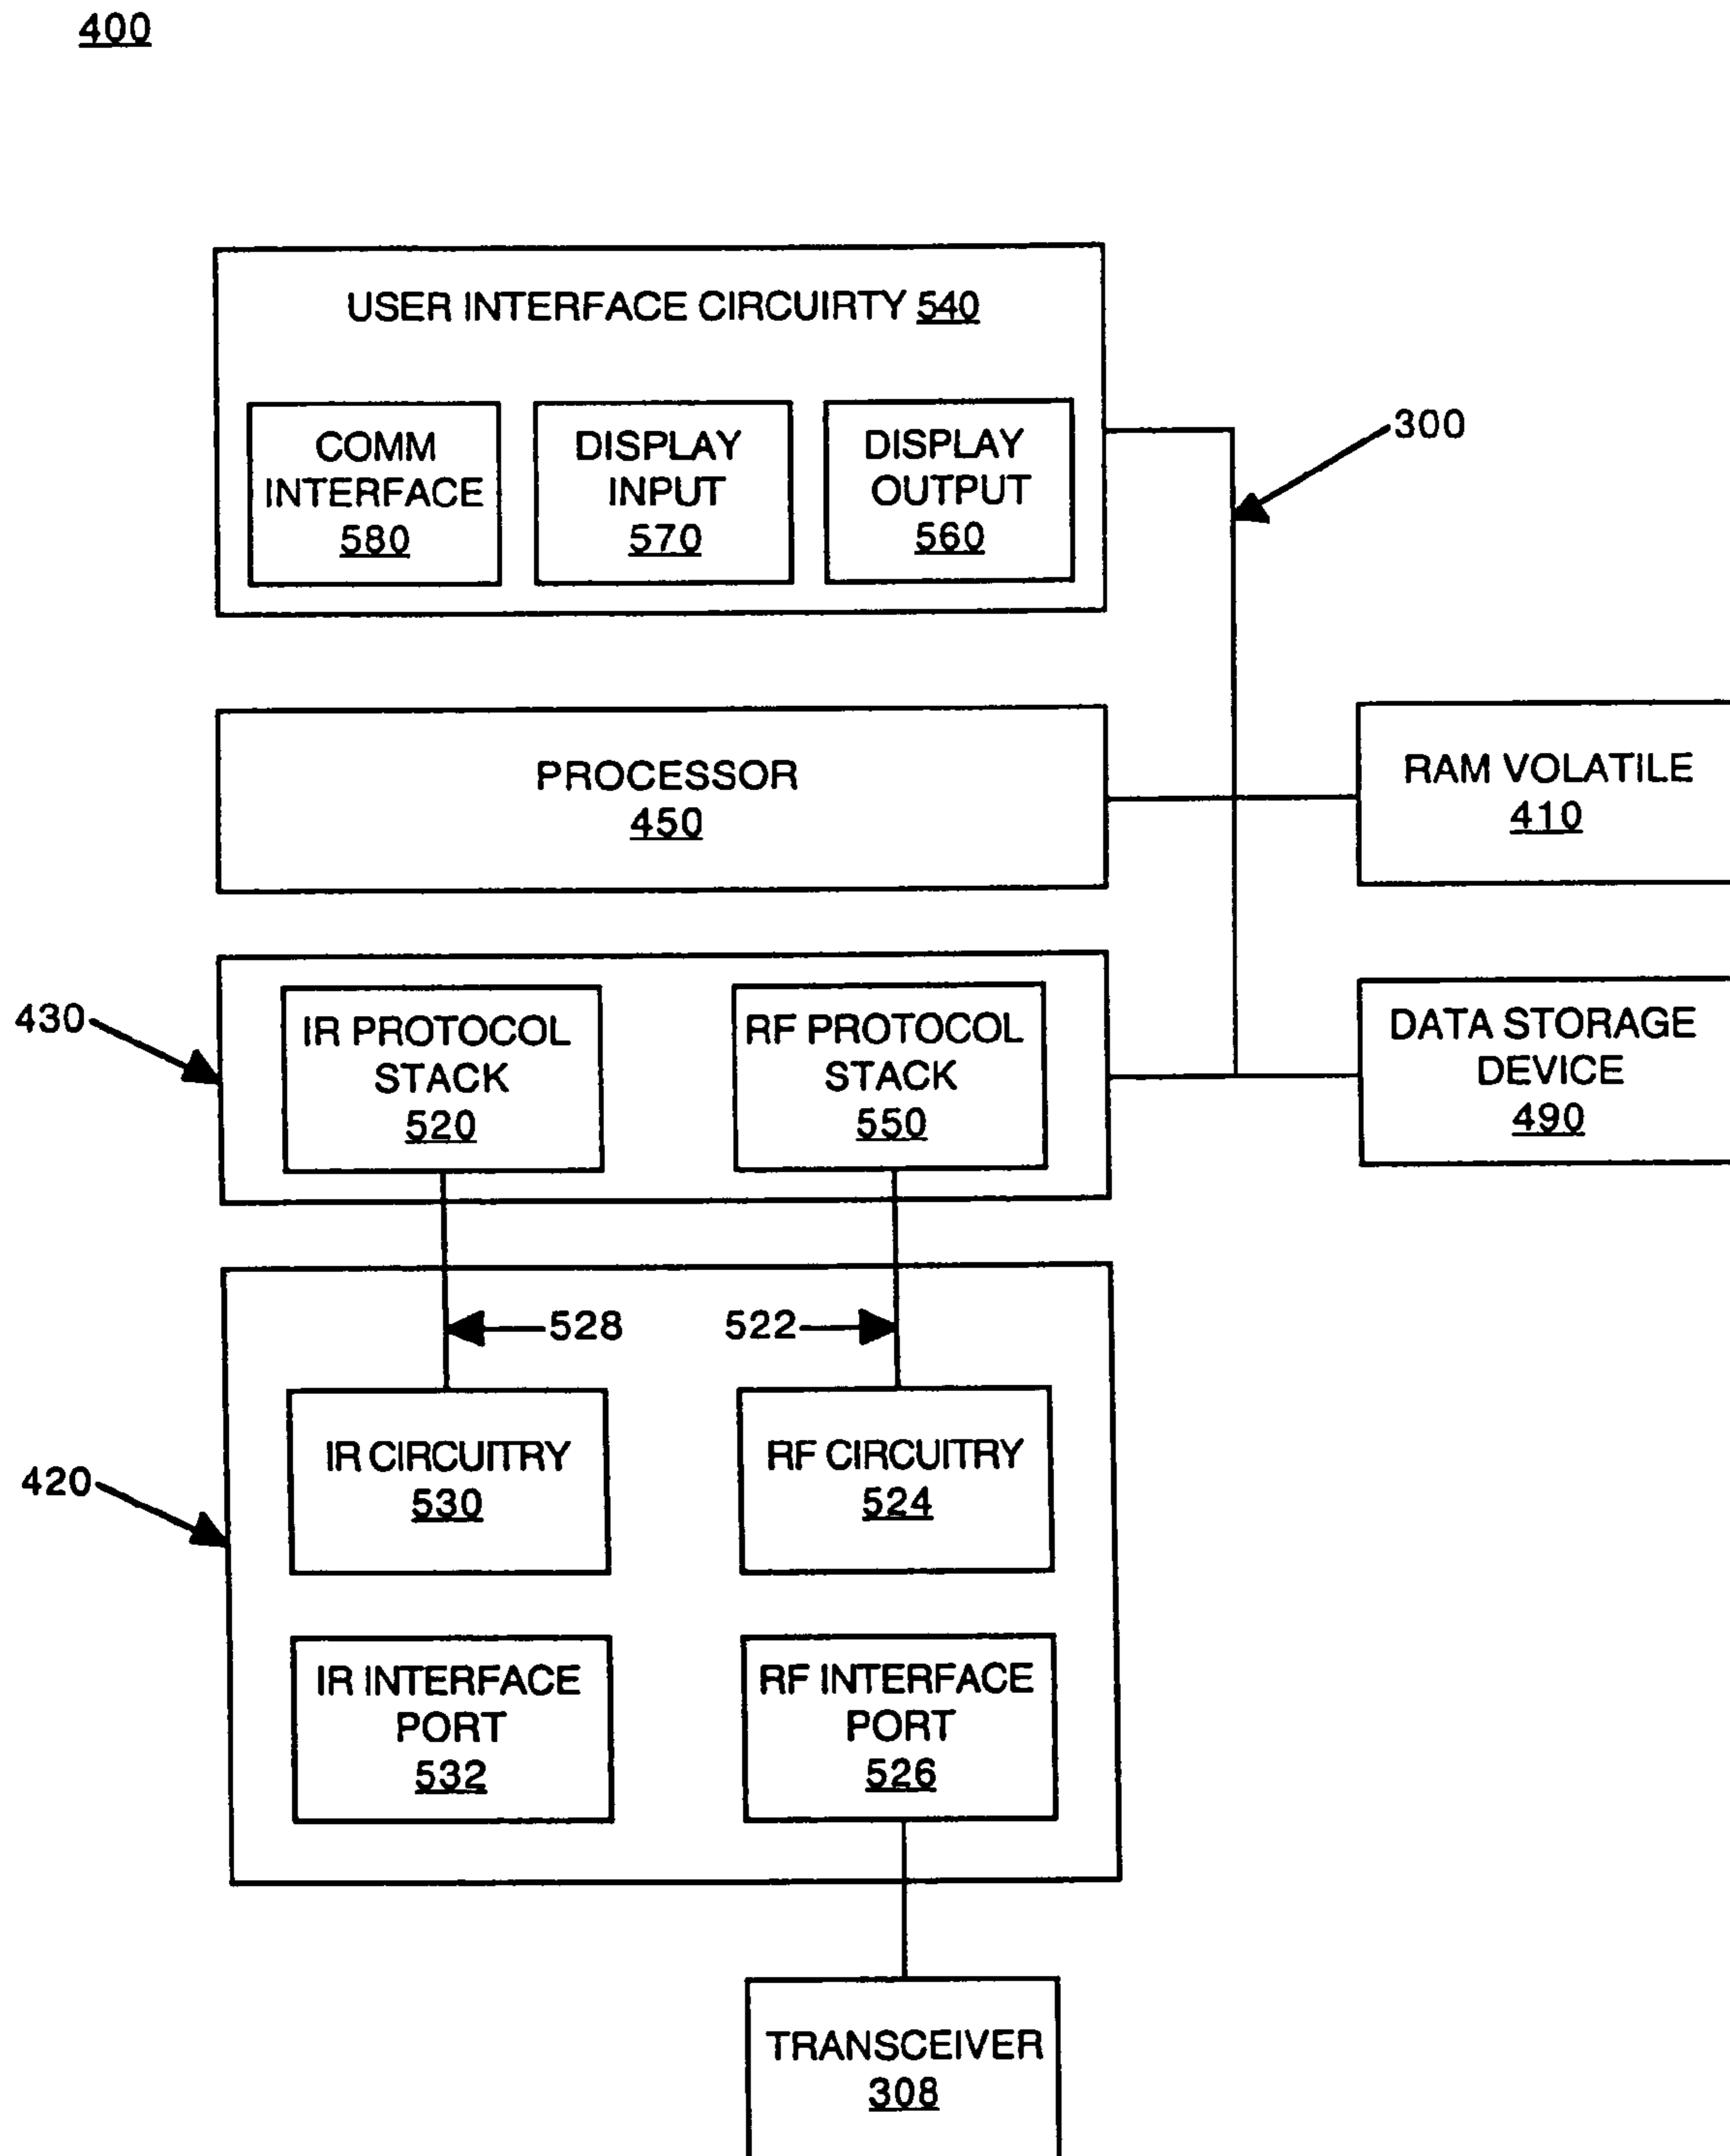 400
USER INTERFACE CIRCUIRTY 540
COMM
INTERFACE
580
DISPLAY
INPUT
570
DISPLAY
OUTPUT
560
300
PROCESSOR
450
RAM VOLATILE
410
430
IR PROTOCOL
STACK
520
RF PROTOCOL
STACK
550
DATA STORAGE
DEVICE
490
528
522
420
IR CIRCUITRY
530
RF CIRCUITRY
524
IR INTERFACE
PORT
532
RF INTERFACE
PORT
526
TRANSCEIVER
308